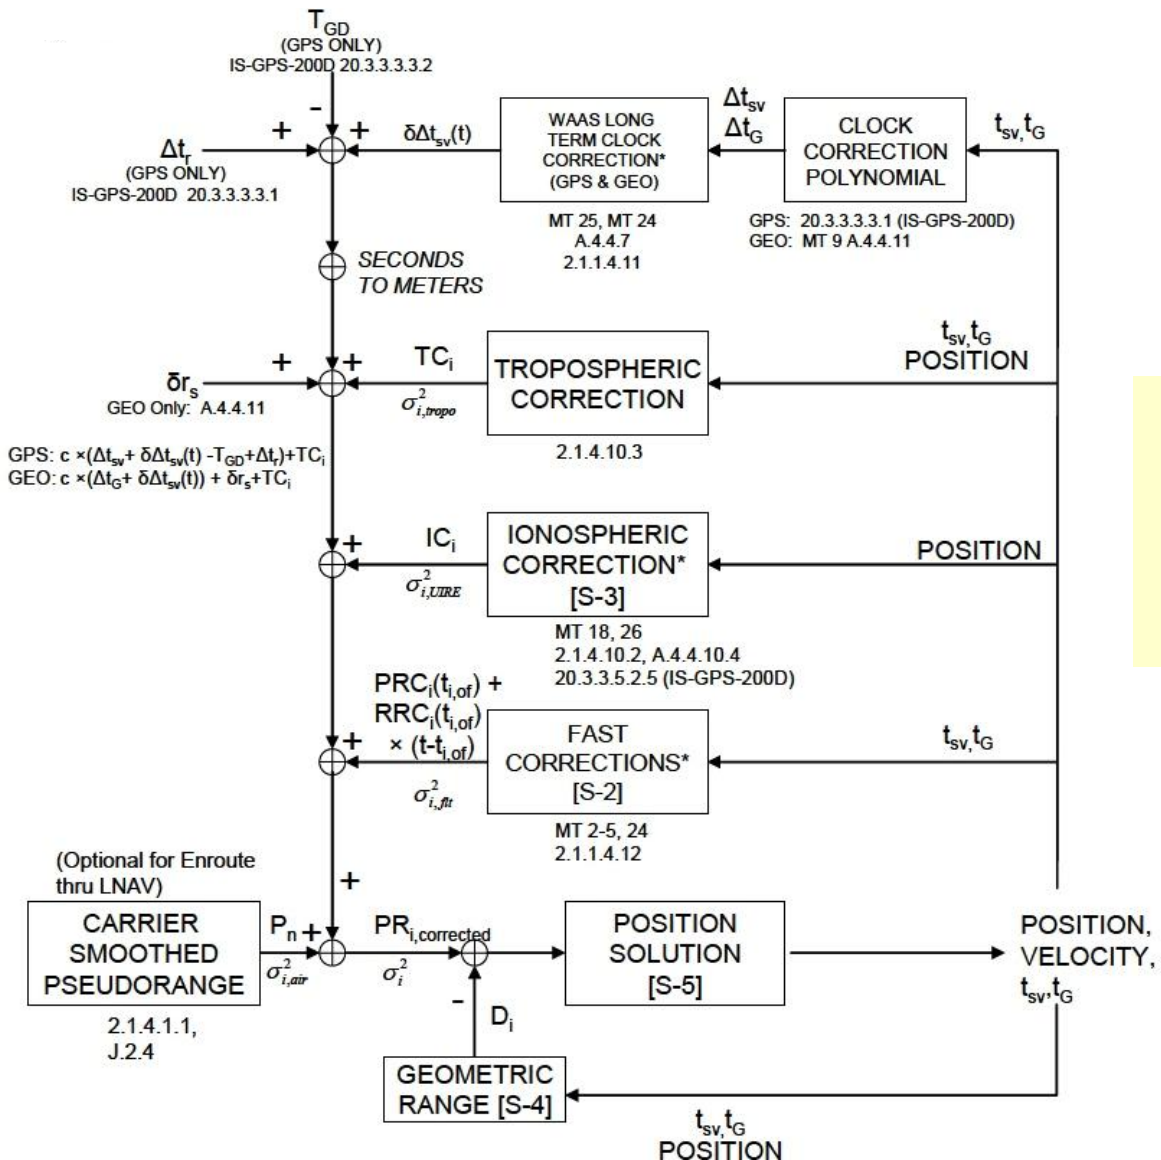 T_GD
(GPS ONLY)
IS-GPS-200D 20.3.3.3.3.2
-
+
+
Δt_r
(GPS ONLY)
IS-GPS-200D 20.3.3.3.3.1
δΔt_sv(t)
WAAS LONG
TERM CLOCK
CORRECTION*
(GPS & GEO)
MT 25, MT 24
A.4.4.7
2.1.1.4.11
Δt_sv
Δt_G
CLOCK
CORRECTION
POLYNOMIAL
GPS: 20.3.3.3.3.1 (IS-GPS-200D)
GEO: MT 9 A.4.4.11
t_sv,t_G
SECONDS
TO METERS
+
+
δr_s
GEO Only: A.4.4.11
TC_i
σ²_i,tropo
TROPOSPHERIC
CORRECTION
2.1.4.10.3
t_sv,t_G
POSITION
GPS: c ×(Δt_sv+ δΔt_sv(t) -T_GD+Δt_r)+TC_i
GEO: c ×(Δt_G+ δΔt_sv(t)) + δr_s+TC_i
+
IC_i
σ²_i,UIRE
IONOSPHERIC
CORRECTION*
[S-3]
MT 18, 26
2.1.4.10.2, A.4.4.10.4
20.3.3.5.2.5 (IS-GPS-200D)
POSITION
PRC_i(t_i,of) +
RRC_i(t_i,of)
× (t-t_i,of)
+
σ²_i,flt
FAST
CORRECTIONS*
[S-2]
MT 2-5, 24
2.1.1.4.12
t_sv,t_G
(Optional for Enroute
thru LNAV)
CARRIER
SMOOTHED
PSEUDORANGE
2.1.4.1.1,
J.2.4
+
P_n +
σ²_i,air
PR_i,corrected
σ²_i
-
D_i
POSITION
SOLUTION
[S-5]
POSITION,
VELOCITY,
t_sv,t_G
GEOMETRIC
RANGE [S-4]
t_sv,t_G
POSITION